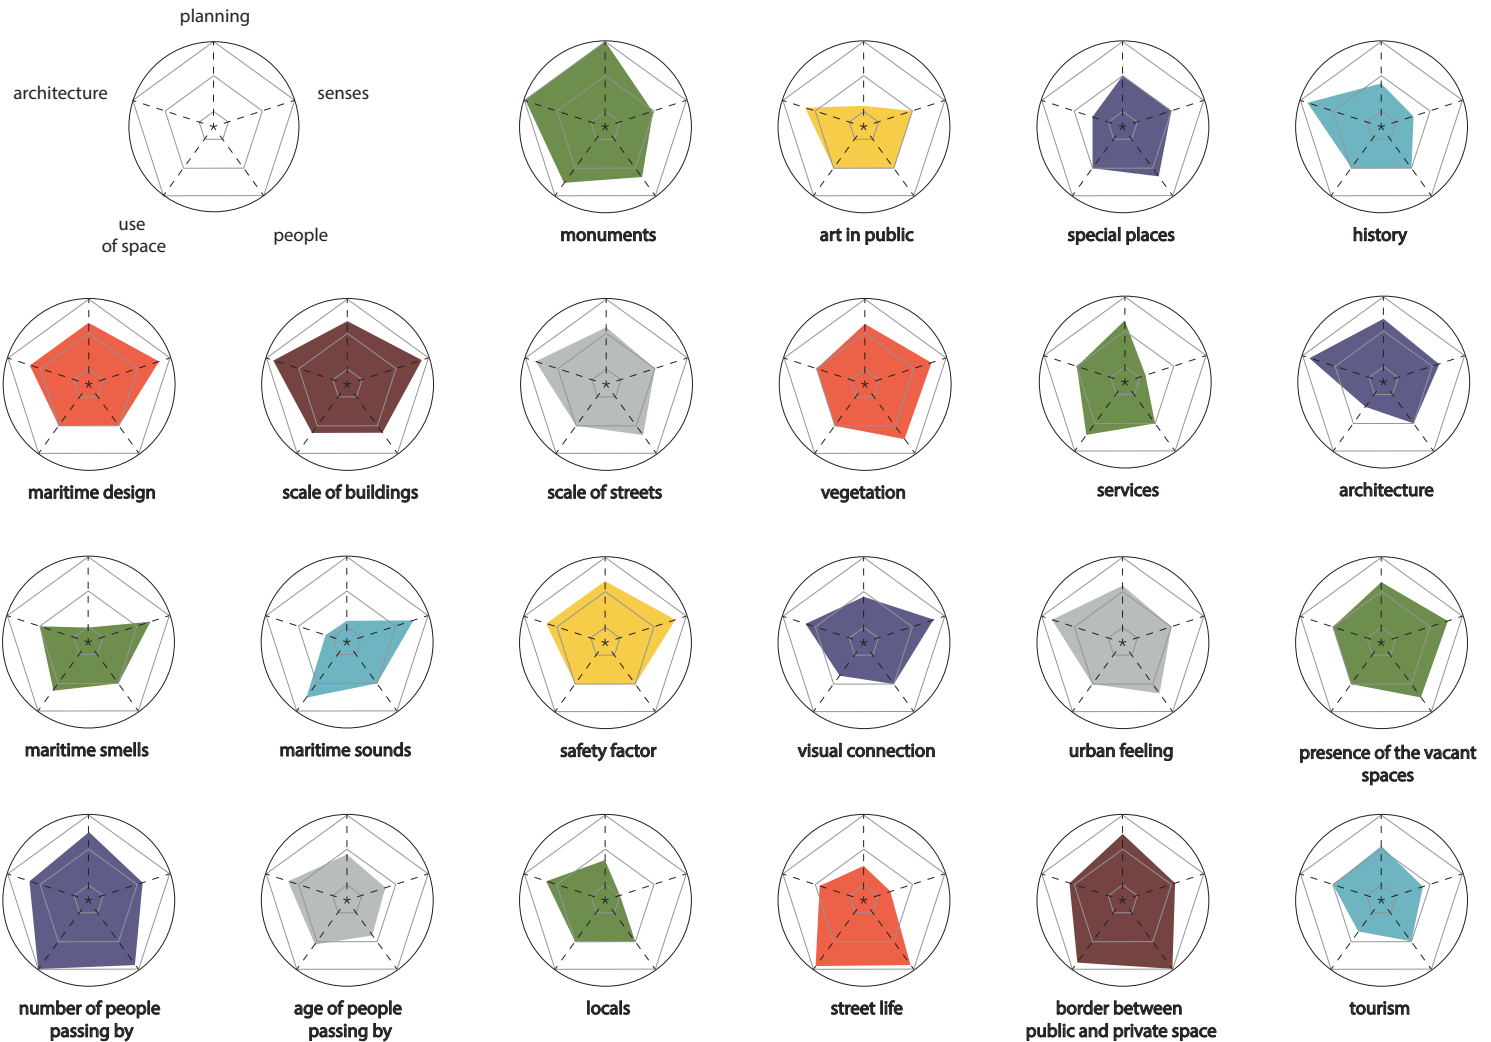 planning
architecture
senses
use
of space
people
monuments
art in public
special places
history
maritime design
scale of buildings
scale of streets
vegetation
services
architecture
maritime smells
maritime sounds
safety factor
visual connection
urban feeling
presence of the vacant
spaces
number of people
passing by
age of people
passing by
locals
street life
border between
public and private space
tourism